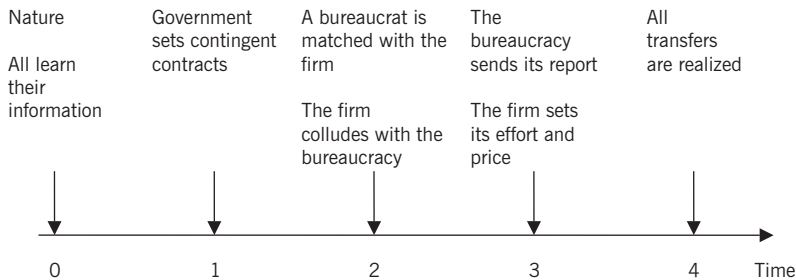 Nature
All learn
their
information
Government
sets contingent
contracts
A bureaucrat is
matched with the
firm
The firm
colludes with the
bureaucracy
The
bureaucracy
sends its report
The firm sets
its effort and
price
All
transfers
are realized
0 1 2 3 4 Time